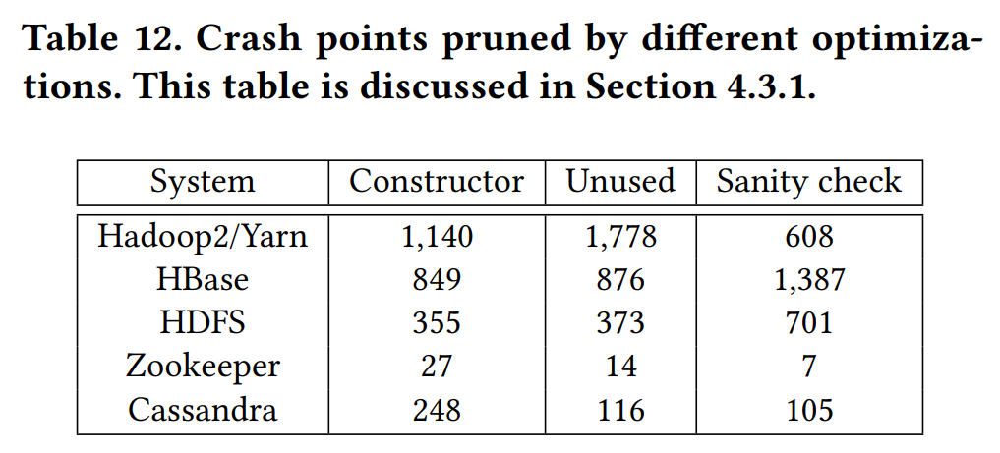 Table 12. Crash points pruned by different optimiza-
tions. This table is discussed in Section 4.3.1.
System Constructor Unused Sanity check
Hadoop2/Yarn 1,140 1,778 608
HBase 849 876 1,387
HDFS 355 373 701
Zookeeper 27 14 7
Cassandra 248 116 105